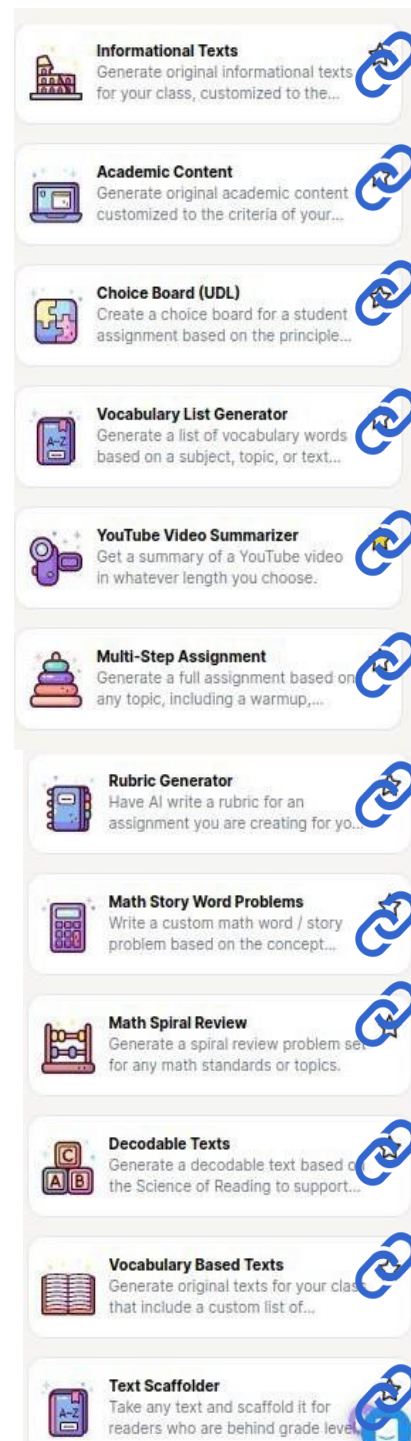 Informational Texts
Generate original informational texts
for your class, customized to the...
Academic Content
Generate original academic content
customized to the criteria of your...
Choice Board (UDL)
Create a choice board for a student
assignment based on the principle...
Vocabulary List Generator
A-Z
Generate a list of vocabulary words
based on a subject, topic, or text...
YouTube Video Summarizer
Get a summary of a YouTube video
in whatever length you choose.
Multi-Step Assignment
Generate a full assignment based on
any topic, including a warmup,...
Rubric Generator
Have AI write a rubric for an
assignment you are creating for yo...
Math Story Word Problems
Write a custom math word / story
problem based on the concept...
Math Spiral Review
Generate a spiral review problem set
for any math standards or topics.
Decodable Texts
C
A B
Generate a decodable text based on
the Science of Reading to support...
Vocabulary Based Texts
Generate original texts for your class
that include a custom list of...
Text Scaffolder
A-Z
Take any text and scaffold it for
readers who are behind grade level